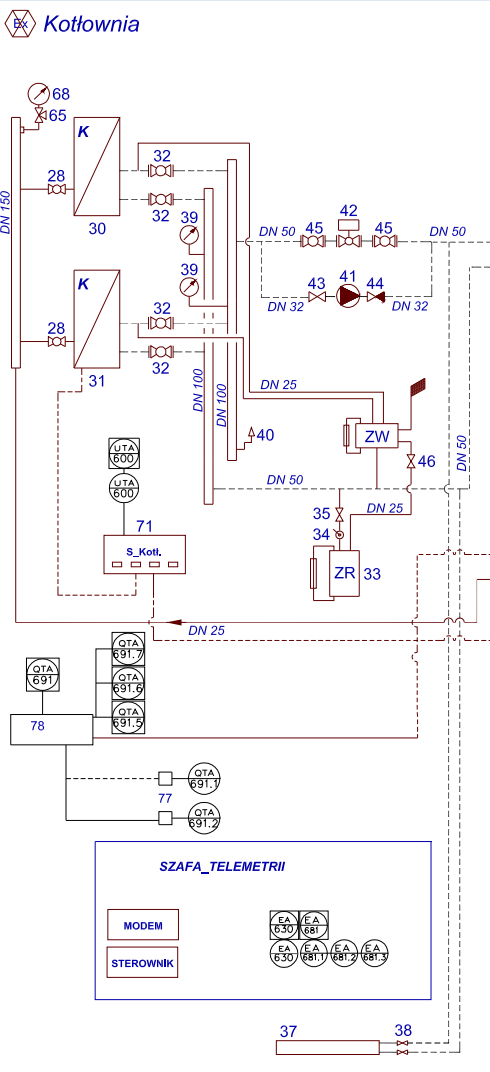 Ex Kotłownia
68
65
K
DN 150
28
32
30
32
39
42
DN 50
45
45
DN 50
39
43
41
44
DN 32
DN 32
K
28
32
32
31
DN 100
DN 100
DN 25
ZW
40
46
DN 50
DN 50
UTA
600
UTA
600
71
S_Kotł.
35
DN 25
34
ZR
33
DN 25
QTA
691
QTA
691.7
QTA
691.6
QTA
691.5
78
QTA
691.1
77
QTA
691.2
SZAFA_TELEMETRII
MODEM
STEROWNIK
EA
630
EA
681
EA
630
EA
681.1
EA
681.2
EA
681.3
37
38